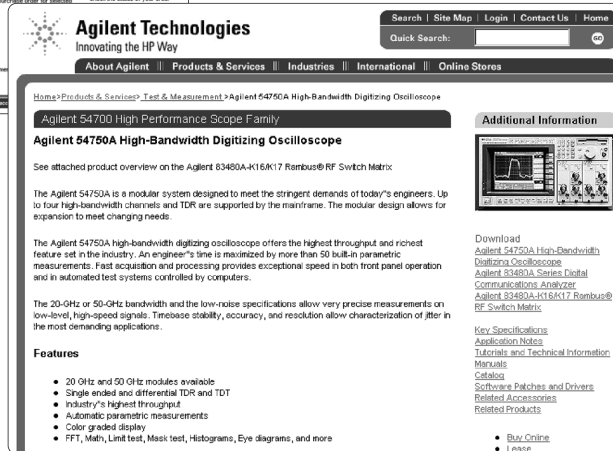 Agilent Technologies
Innovating the HP Way
Search | Site Map | Login | Contact Us | Home
Quick Search:
GO
About Agilent || Products & Services || Industries || International || Online Stores
Home>Products & Services> Test & Measurement >Agilent 54750A High-Bandwidth Digitizing Oscilloscope
Agilent 54700 High Performance Scope Family
Agilent 54750A High-Bandwidth Digitizing Oscilloscope
See attached product overview on the Agilent 83480A-K16/K17 Rambus® RF Switch Matrix
The Agilent 54750A is a modular system designed to meet the stringent demands of today"s engineers. Up
to four high-bandwidth channels and TDR are supported by the mainframe. The modular design allows for
expansion to meet changing needs.
The Agilent 54750A high-bandwidth digitizing oscilloscope offers the highest throughput and richest
feature set in the industry. An engineer"s time is maximized by more than 50 built-in parametric
measurements. Fast acquisition and processing provides exceptional speed in both front panel operation
and in automated test systems controlled by computers.
The 20-GHz or 50-GHz bandwidth and the low-noise specifications allow very precise measurements on
low-level, high-speed signals. Timebase stability, accuracy, and resolution allow characterization of jitter in
the most demanding applications.
Features
● 20 GHz and 50 GHz modules available
● Single ended and differential TDR and TDT
● Industry"s highest throughput
● Automatic parametric measurements
● Color graded display
● FFT, Math, Limit test, Mask test, Histograms, Eye diagrams, and more
Additional Information
Download
Agilent 54750A High-Bandwidth
Digitizing Oscilloscope
Agilent 83480A Series Digital
Communications Analyzer
Agilent 83480A-K16/K17 Rambus®
RF Switch Matrix
Key Specifications
Application Notes
Tutorials and Technical Information
Manuals
Catalog
Software Patches and Drivers
Related Accessories
Related Products
● Buy Online
● Lease